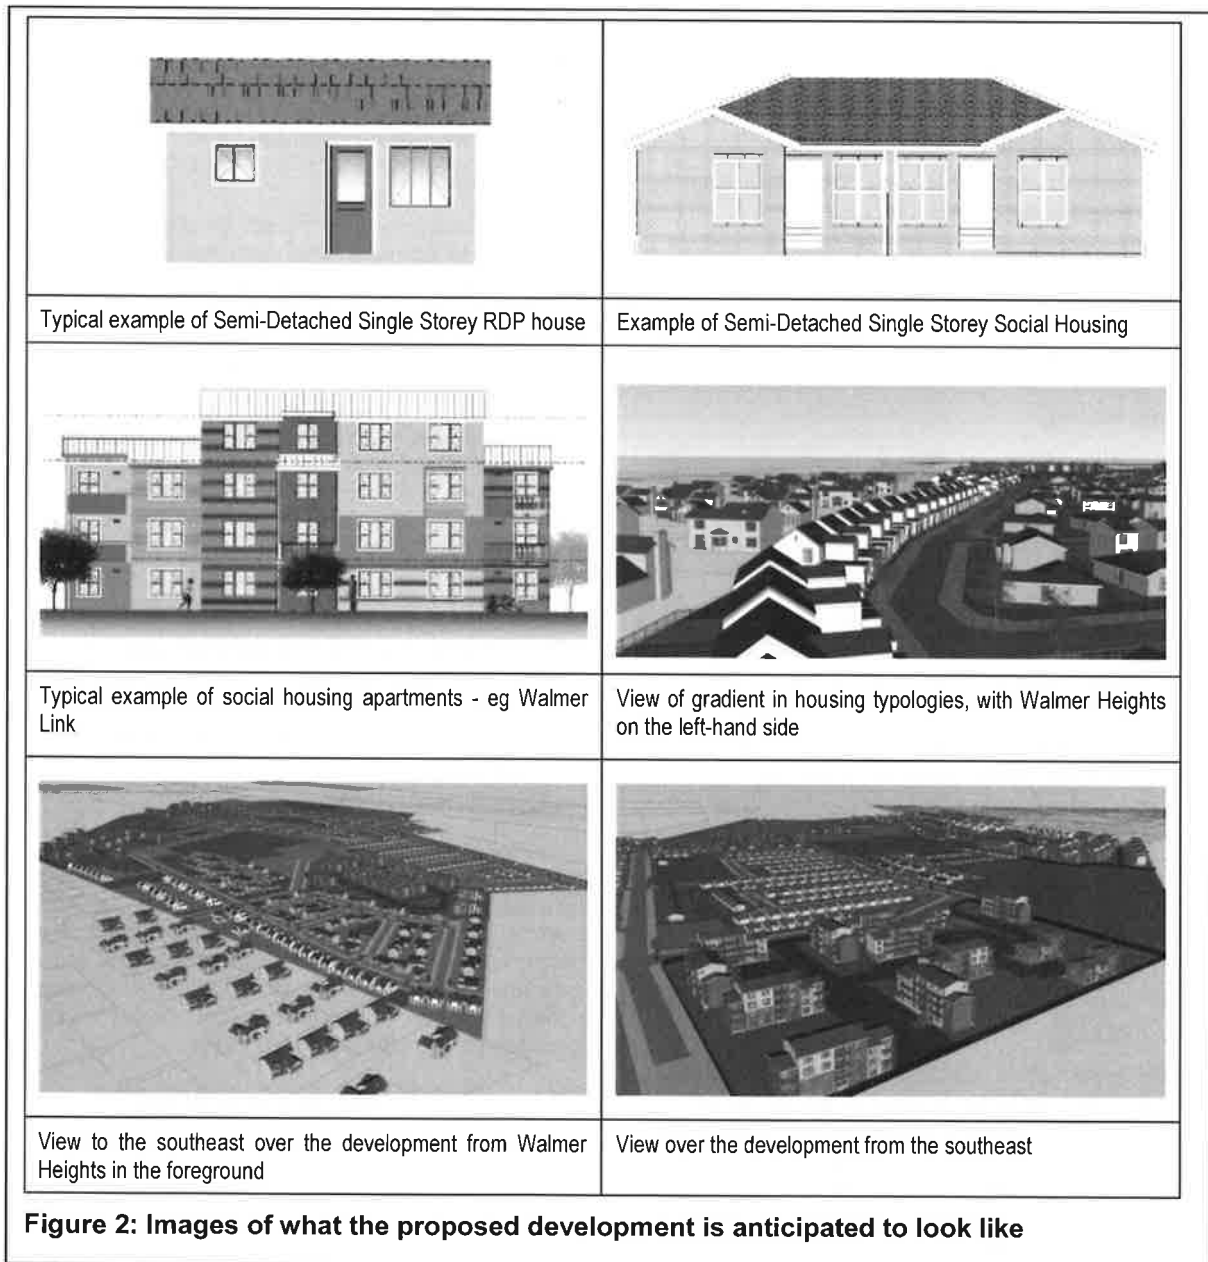 Typical example of Semi-Detached Single Storey RDP house
Example of Semi-Detached Single Storey Social Housing
Typical example of social housing apartments - eg Walmer
Link
View of gradient in housing typologies, with Walmer Heights
on the left-hand side
View to the southeast over the development from Walmer
Heights in the foreground
View over the development from the southeast
Figure 2: Images of what the proposed development is anticipated to look like